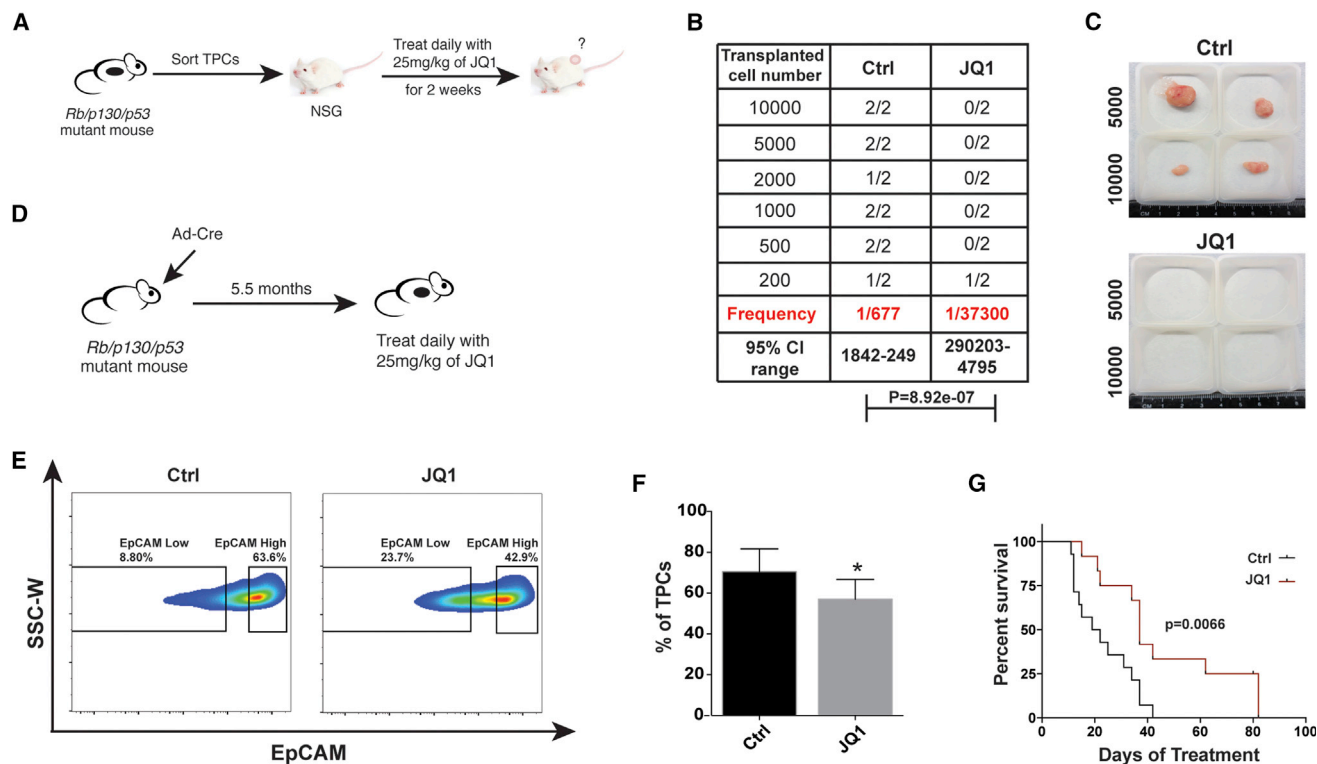 A
Sort TPCs
Rb/p130/p53
mutant mouse
NSG
Treat daily with
25mg/kg of JQ1
for 2 weeks
?
B
Transplanted cell number Ctrl JQ1
10000 2/2 0/2
5000 2/2 0/2
2000 1/2 0/2
1000 2/2 0/2
500 2/2 0/2
200 1/2 1/2
Frequency 1/677 1/37300
95% CI range 1842-249 290203-4795
P=8.92e-07
C
Ctrl
5000
10000
JQ1
5000
10000
D
Ad-Cre
Rb/p130/p53
mutant mouse
5.5 months
Treat daily with
25mg/kg of JQ1
E
Ctrl
JQ1
EpCAM Low
8.80%
EpCAM High
63.6%
EpCAM Low
23.7%
EpCAM High
42.9%
SSC-W
EpCAM
F
% of TPCs
100
80
60
40
20
0
*
Ctrl
JQ1
G
Percent survival
100
75
50
25
0
Ctrl
JQ1
p=0.0066
0 20 40 60 80 100
Days of Treatment